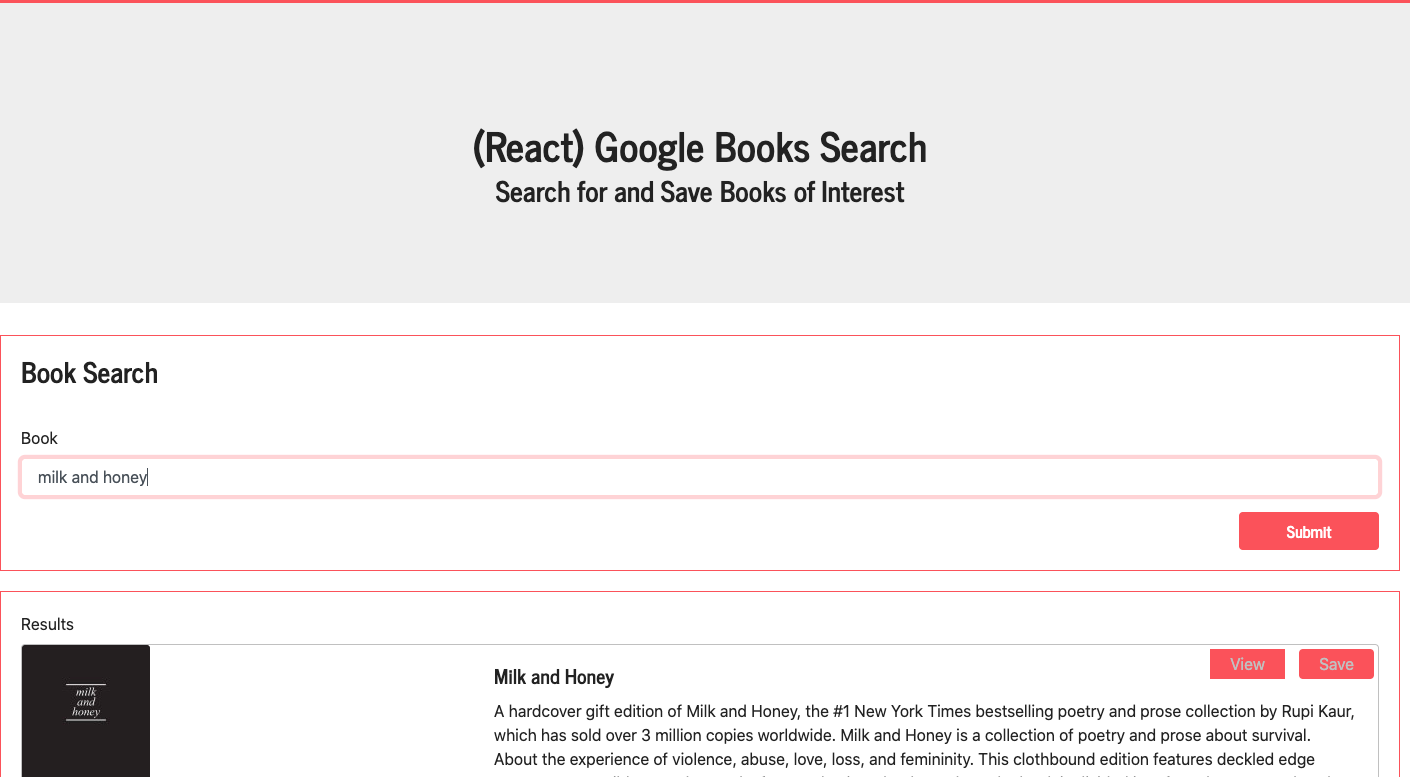 (React) Google Books Search
Search for and Save Books of Interest
Book Search
Book
milk and honey
Submit
Results
milk
and
honey
View
Save
Milk and Honey
A hardcover gift edition of Milk and Honey, the #1 New York Times bestselling poetry and prose collection by Rupi Kaur,
which has sold over 3 million copies worldwide. Milk and Honey is a collection of poetry and prose about survival.
About the experience of violence, abuse, love, loss, and femininity. This clothbound edition features deckled edge